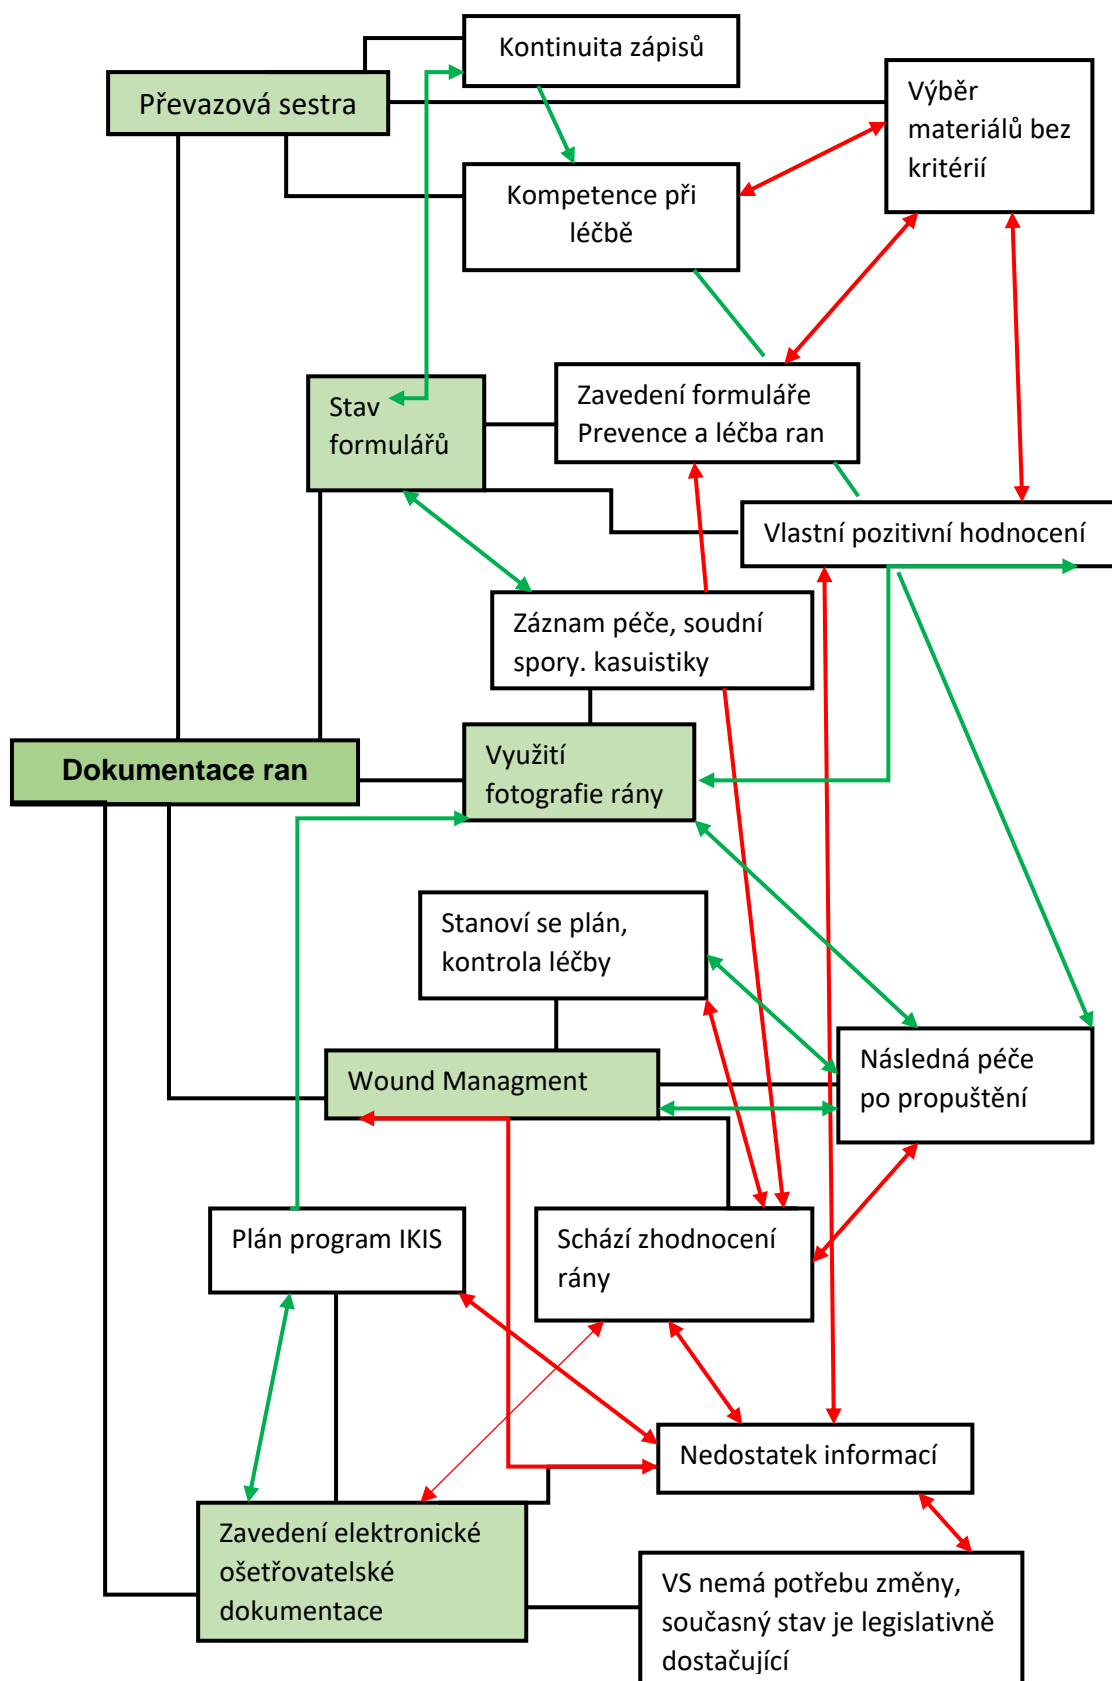 Kontinuita zápisů
Převazová sestra
Výběr
materiálů bez
kritérií
Kompetence při
léčbě
Stav
formulářů
Zavedení formuláře
Prevence a léčba ran
Vlastní pozitivní hodnocení
Záznam péče, soudní
spory. kasuistiky
Dokumentace ran
Využití
fotografie rány
Stanoví se plán,
kontrola léčby
Wound Managment
Následná péče
po propuštění
Plán program IKIS
Schází zhodnocení
rány
Nedostatek informací
Zavedení elektronické
ošetřovatelské
dokumentace
VS nemá potřebu změny,
současný stav je legislativně
dostačující